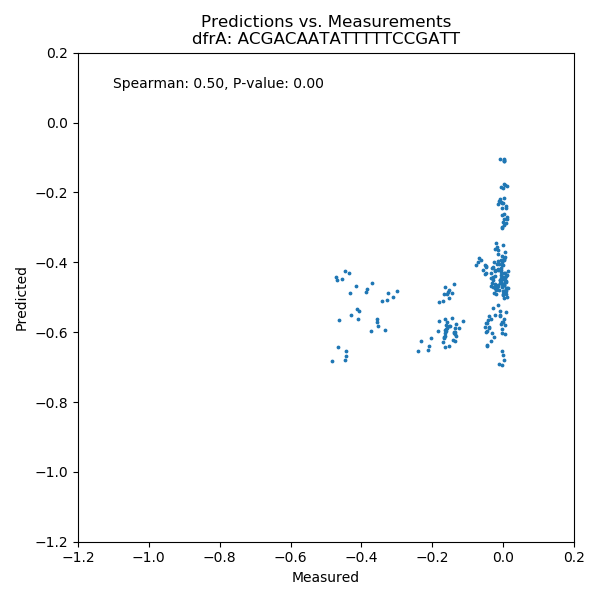 Predictions vs. Measurements
dfrA: ACGACAATATTTTTCCGATT
Spearman: 0.50, P-value: 0.00
0.2
0.0
−0.2
−0.4
−0.6
−0.8
−1.0
−1.2
Predicted
−1.2 −1.0 −0.8 −0.6 −0.4 −0.2 0.0 0.2
Measured